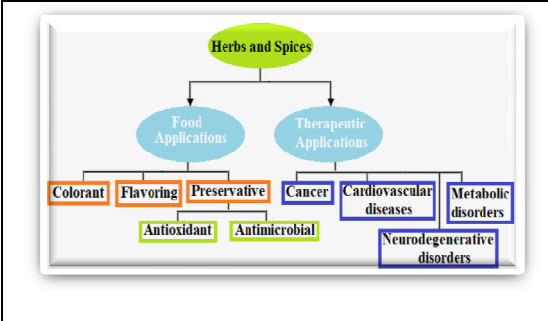 Herbs and Spices
Food
Applications
Therapeutic
Applications
Colorant
Flavoring
Preservative
Cancer
Cardiovascular
diseases
Metabolic
disorders
Antioxidant
Antimicrobial
Neurodegenerative
disorders